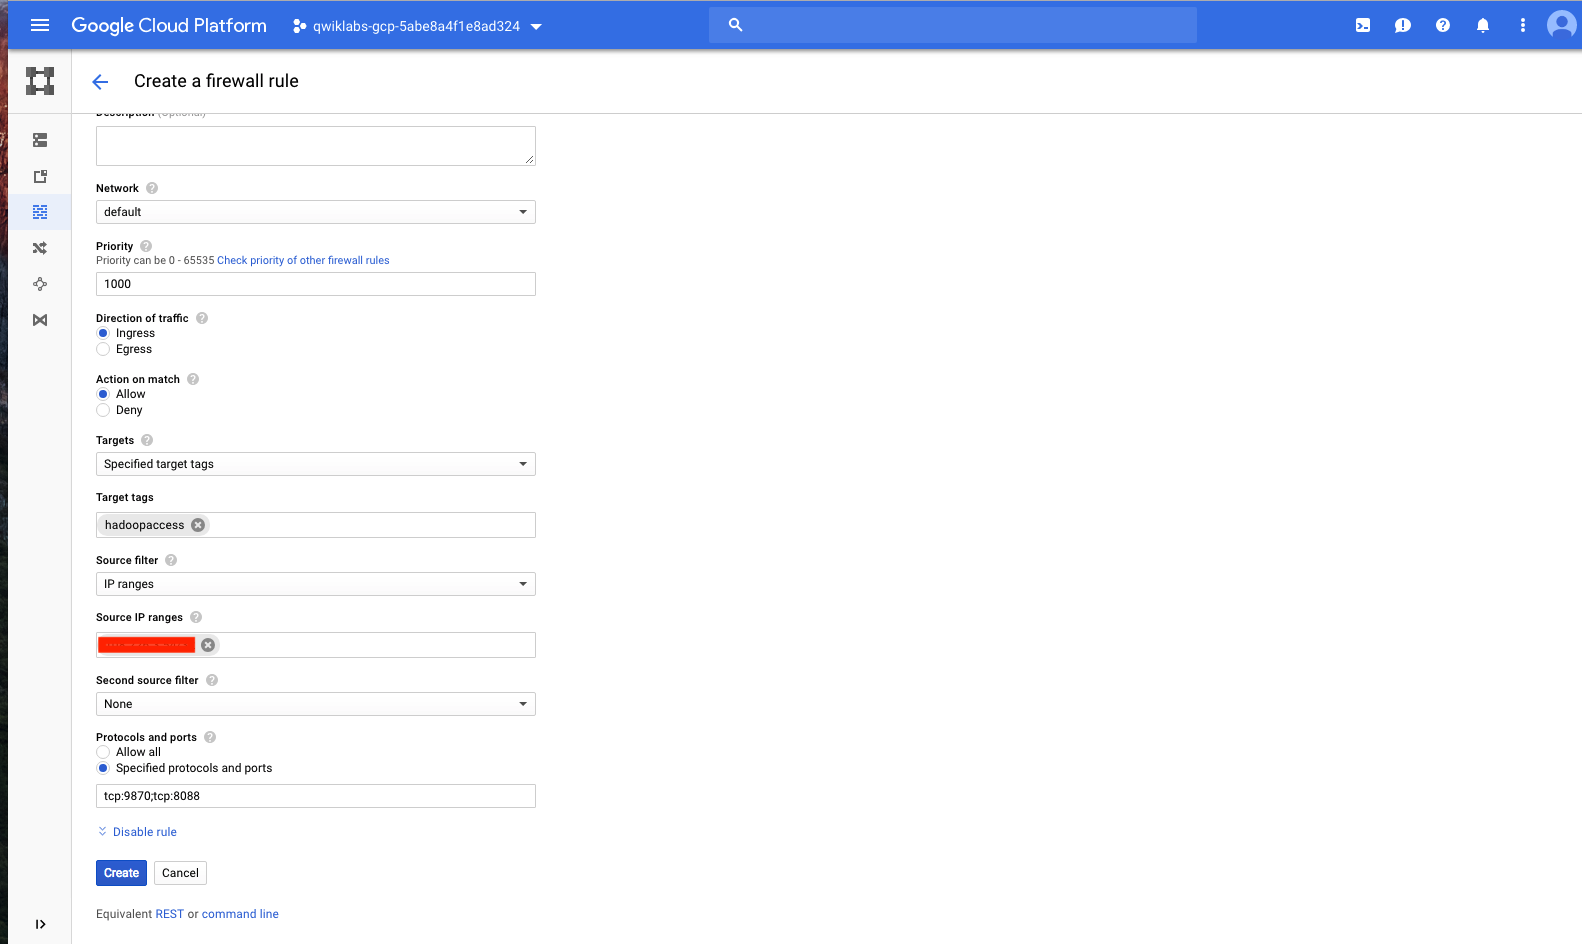 Google Cloud Platform
qwiklabs-gcp-5abe8a4f1e8ad324
Create a firewall rule
Description (Optional)
Network
default
Priority
Priority can be 0 - 65535 Check priority of other firewall rules
1000
Direction of traffic
Ingress
Egress
Action on match
Allow
Deny
Targets
Specified target tags
Target tags
hadoopaccess
Source filter
IP ranges
Source IP ranges
Second source filter
None
Protocols and ports
Allow all
Specified protocols and ports
tcp:9870;tcp:8088
Disable rule
Create Cancel
Equivalent REST or command line